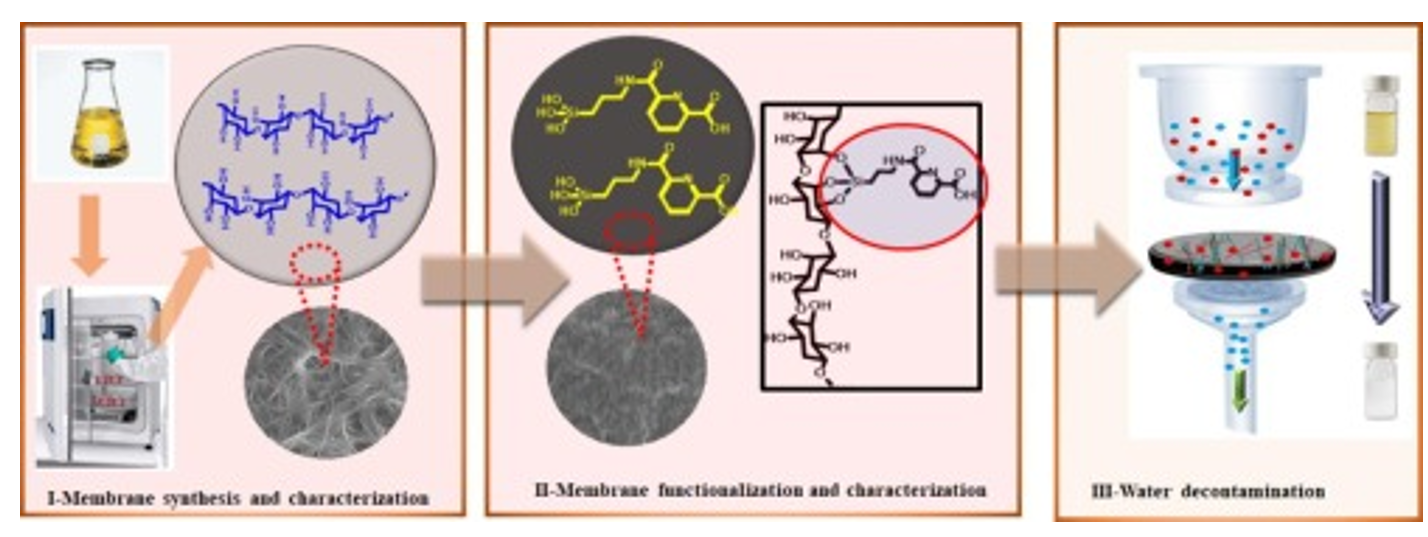 HN
O
N
O
HO
HO
Si
HO
OH
HN
O
N
O
HO
HO
Si
HO
HO
HO
O
O
HN
O
N
O
O
Si
OH
HO
O
O
HO
HO
OH
O
OH
HO
OH
O
I-Membrane synthesis and characterization
II-Membrane functionalization and characterization
III-Water decontamination